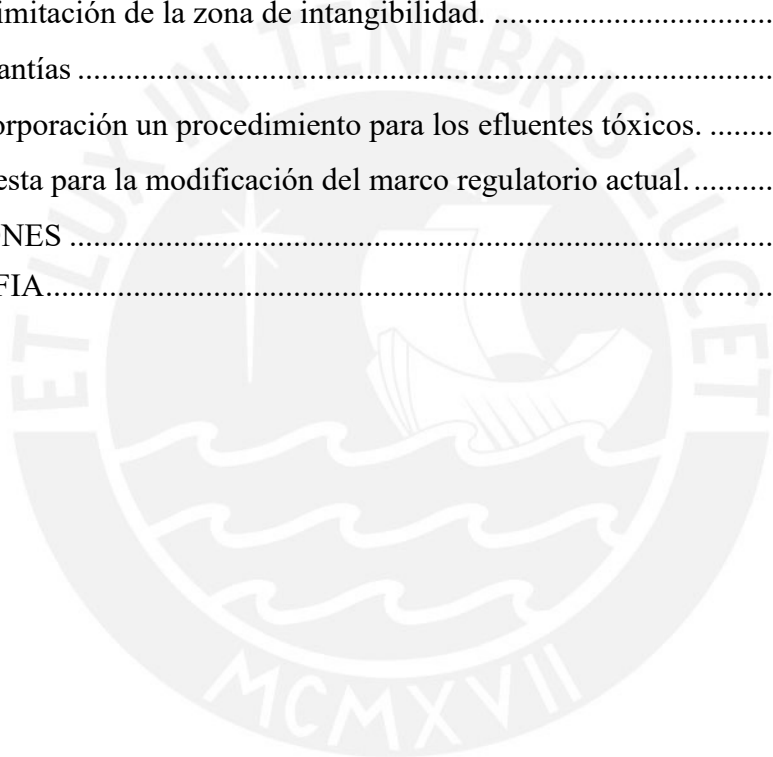 imitación de la zona de intangibilidad. ...................................
antías .......................................................................................
orporación un procedimiento para los efluentes tóxicos. ........
esta para la modificación del marco regulatorio actual. ..........
NES ........................................................................................
FIA...........................................................................................
ET LUX IN TENEBRIS LUCET
MCMXVII